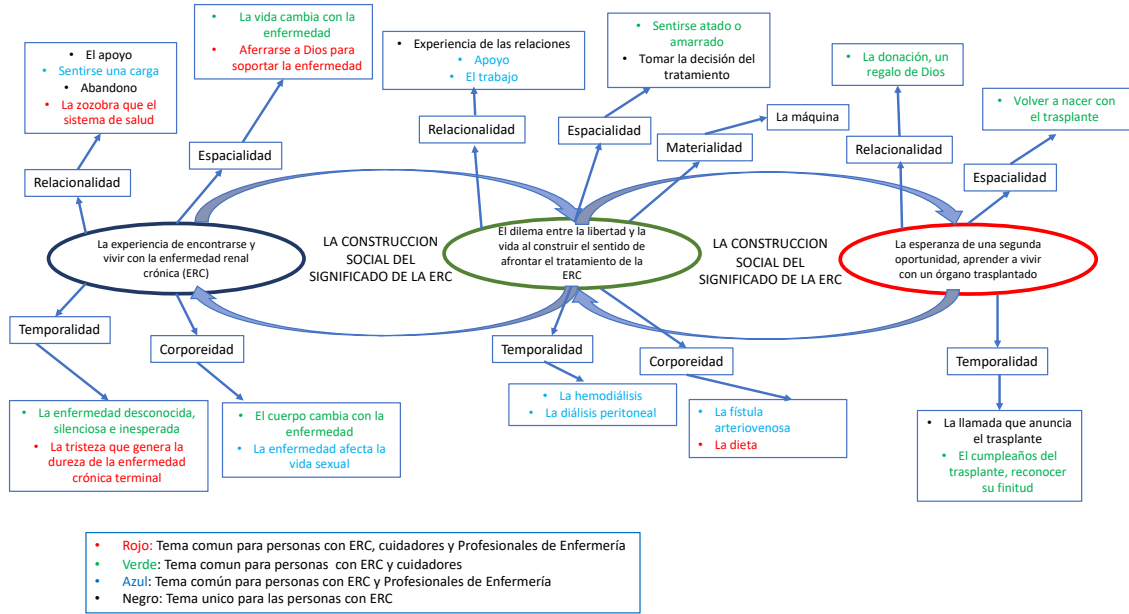 • El apoyo
• Sentirse una carga
• Abandono
• La zozobra que el
sistema de salud
• La vida cambia con la
enfermedad
• Aferrarse a Dios para
soportar la enfermedad
• Experiencia de las relaciones
• Apoyo
• El trabajo
• Sentirse atado o
amarrado
• Tomar la decisión del
tratamiento
La máquina
• La donación, un
regalo de Dios
• Volver a nacer con
el trasplante
Relacionalidad
Espacialidad
Relacionalidad
Espacialidad
Materialidad
Relacionalidad
Espacialidad
La experiencia de encontrarse y
vivir con la enfermedad renal
crónica (ERC)
LA CONSTRUCCION
SOCIAL DEL
SIGNIFICADO DE LA ERC
El dilema entre la libertad y la
vida al construir el sentido de
afrontar el tratamiento de la
ERC
LA CONSTRUCCION
SOCIAL DEL
SIGNIFICADO DE LA ERC
La esperanza de una segunda
oportunidad, aprender a vivir
con un órgano trasplantado
Temporalidad
Corporeidad
Temporalidad
Corporeidad
Temporalidad
• La enfermedad desconocida,
silenciosa e inesperada
• La tristeza que genera la
dureza de la enfermedad
crónica terminal
• El cuerpo cambia con la
enfermedad
• La enfermedad afecta la
vida sexual
• La hemodiálisis
• La diálisis peritoneal
• La fístula
arteriovenosa
• La dieta
• La llamada que anuncia
el trasplante
• El cumpleaños del
trasplante, reconocer
su finitud
• Rojo: Tema comun para personas con ERC, cuidadores y Profesionales de Enfermería
• Verde: Tema comun para personas con ERC y cuidadores
• Azul: Tema común para personas con ERC y Profesionales de Enfermería
• Negro: Tema unico para las personas con ERC